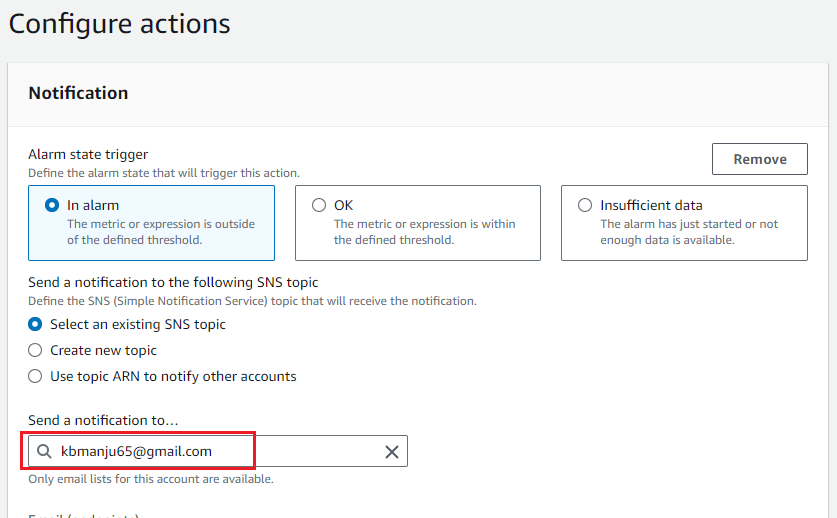 Configure actions
Notification
Alarm state trigger
Define the alarm state that will trigger this action.
Remove
In alarm
The metric or expression is outside
of the defined threshold.
OK
The metric or expression is within
the defined threshold.
Insufficient data
The alarm has just started or not
enough data is available.
Send a notification to the following SNS topic
Define the SNS (Simple Notification Service) topic that will receive the notification.
Select an existing SNS topic
Create new topic
Use topic ARN to notify other accounts
Send a notification to…
kbmanju65@gmail.com
Only email lists for this account are available.
Email (endpoints)